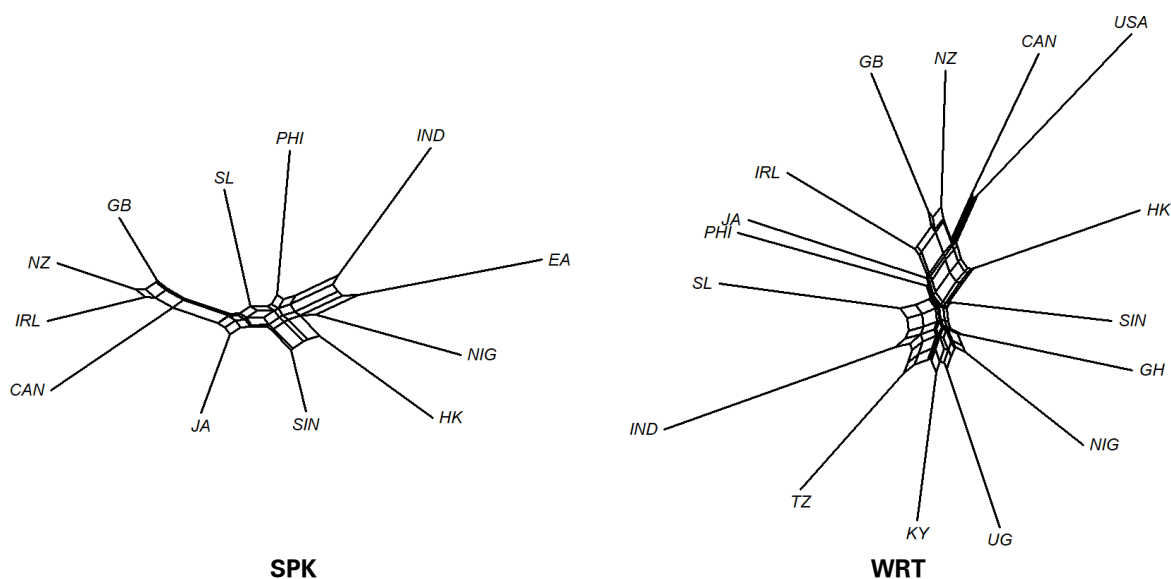 PHI
IND
SL
GB
NZ
EA
IRL
NIG
CAN
JA
SIN
HK
SPK
USA
CAN
NZ
GB
IRL
HK
JA
PHI
SL
SIN
GH
IND
NIG
TZ
KY
UG
WRT